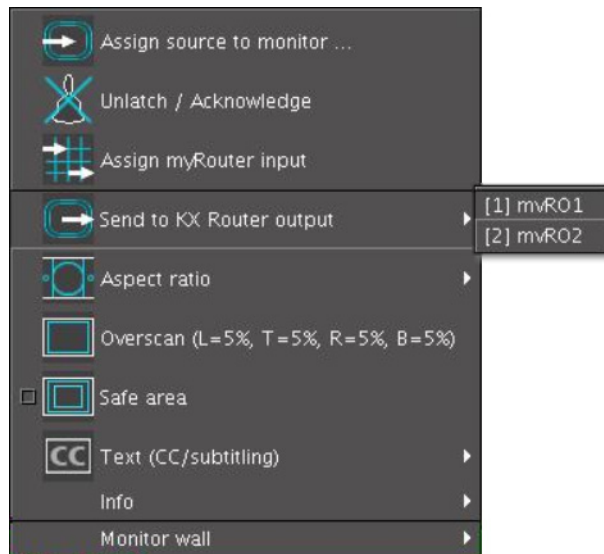 Assign source to monitor ...
Unlatch / Acknowledge
Assign myRouter input
Send to KX Router output
[1] mvRO1
[2] mvRO2
Aspect ratio
Overscan (L=5%, T=5%, R=5%, B=5%)
Safe area
CC Text (CC/subtitling)
Info
Monitor wall